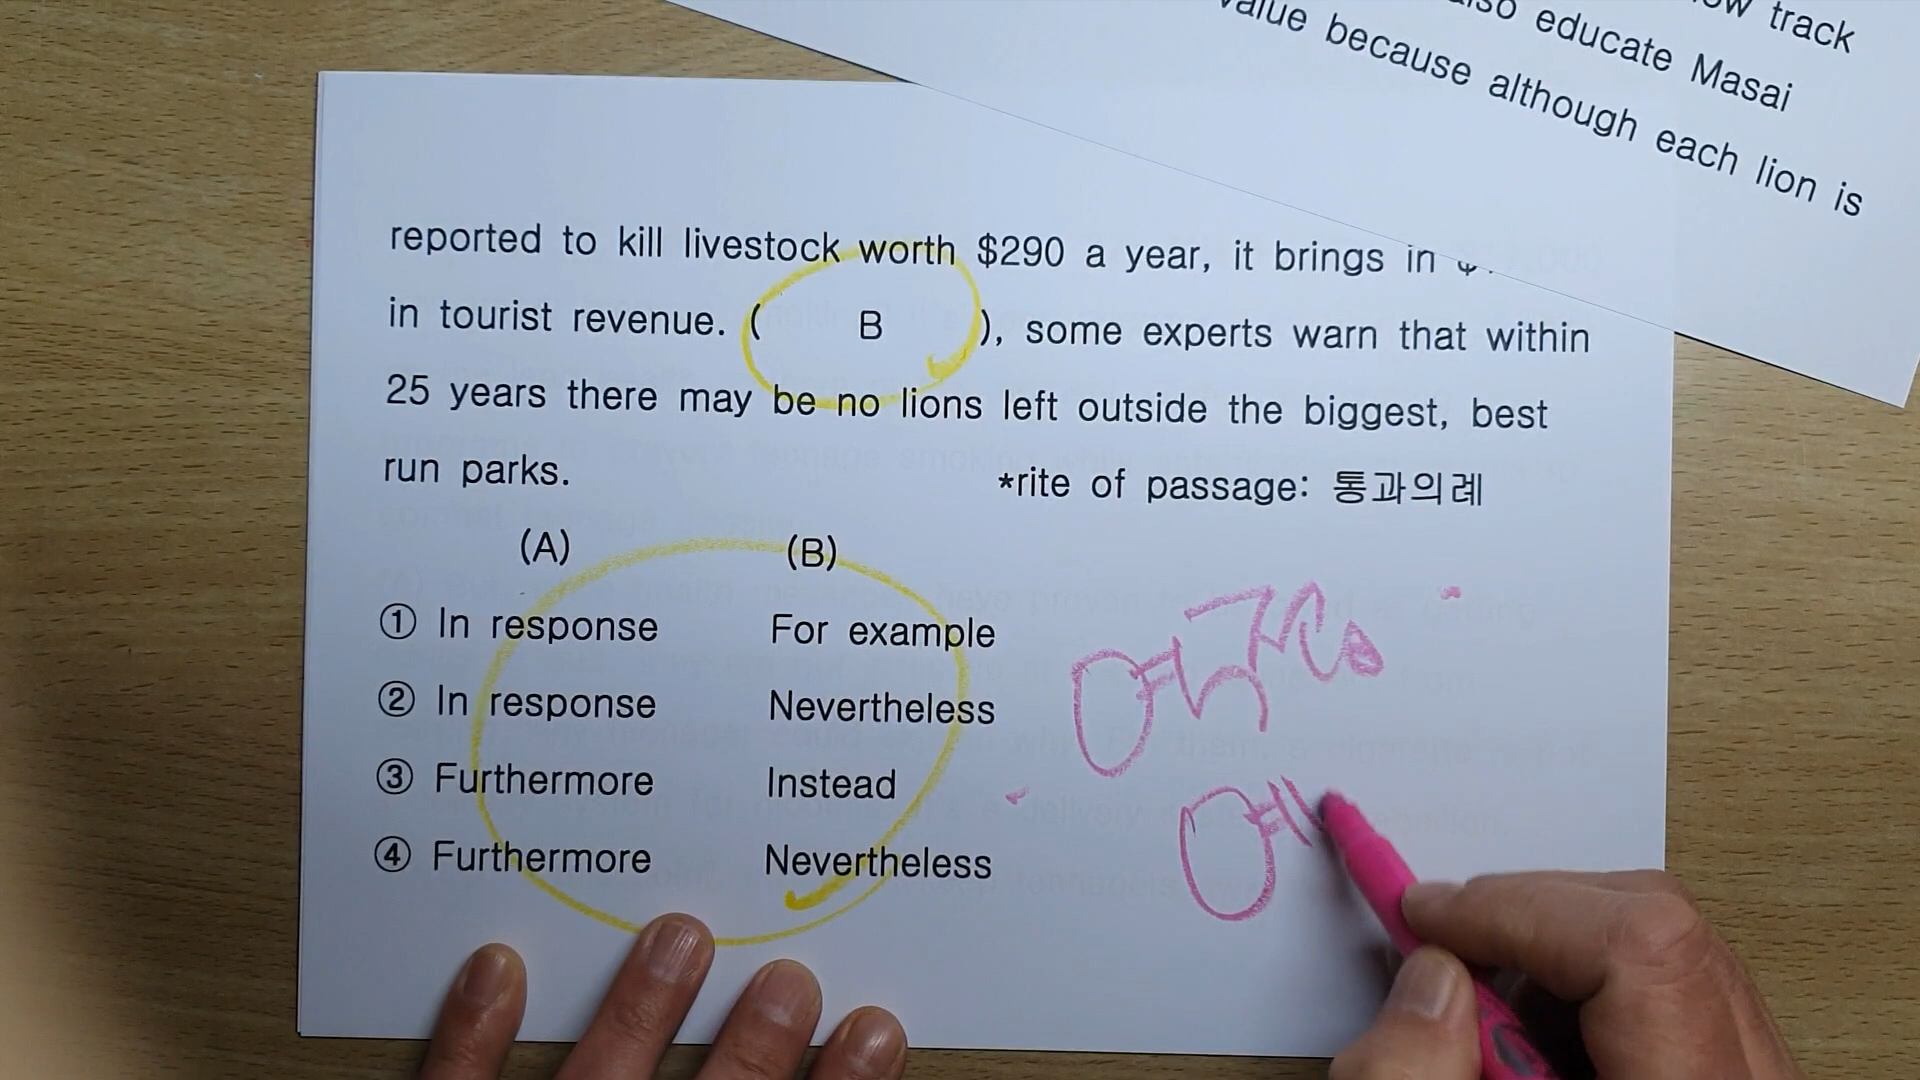 track
also educate Masai
value because although each lion is
reported to kill livestock worth $290 a year, it brings in
in tourist revenue. ( B ), some experts warn that within
25 years there may be no lions left outside the biggest, best
run parks. *rite of passage: 통과의례
(A) (B)
① In response For example
② In response Nevertheless
③ Furthermore Instead
④ Furthermore Nevertheless